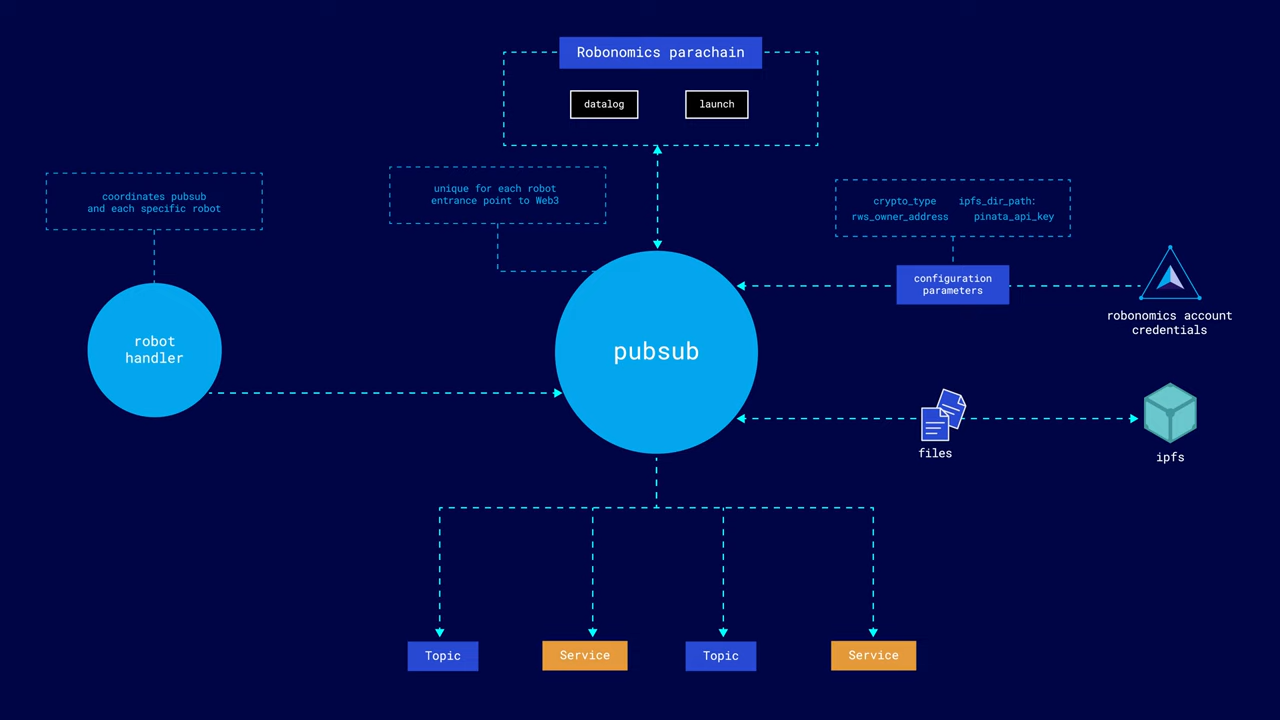 Robonomics parachain
datalog
launch
coordinates pubsub
and each specific robot
unique for each robot
entrance point to Web3
crypto_type ipfs_dir_path:
rws_owner_address pinata_api_key
configuration
parameters
robonomics account
credentials
robot
handler
pubsub
files
ipfs
Topic
Service
Topic
Service